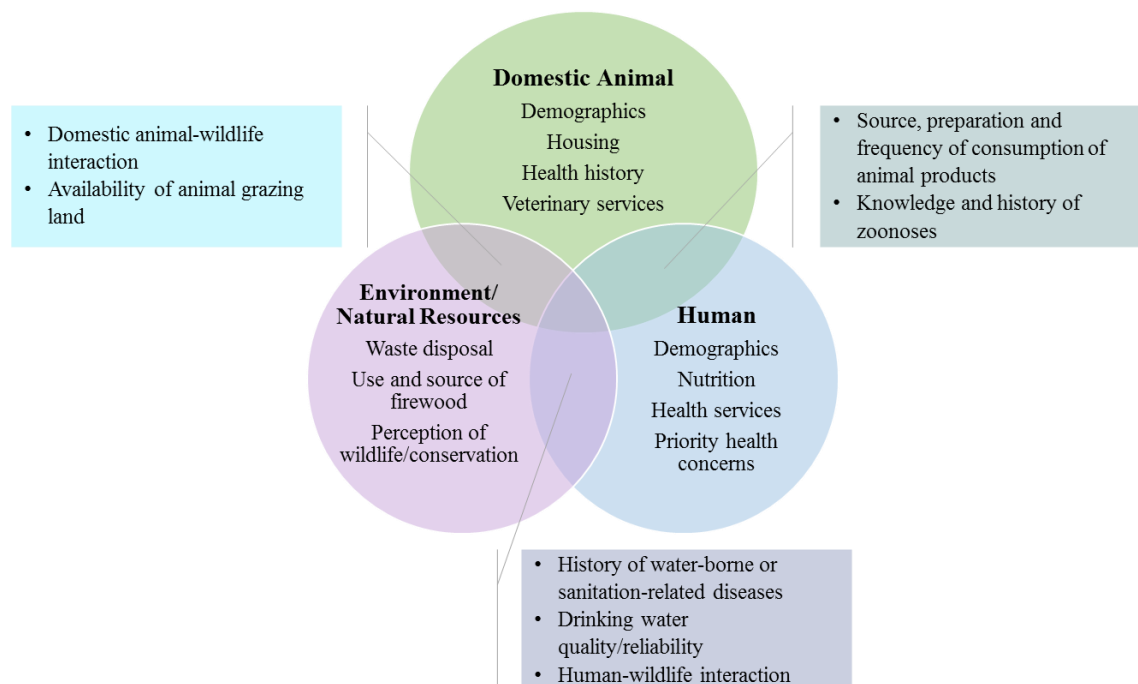 Domestic Animal
Demographics
Housing
Health history
Veterinary services
• Domestic animal-wildlife
interaction
• Availability of animal grazing
land
• Source, preparation and
frequency of consumption of
animal products
• Knowledge and history of
zoonoses
Environment/
Natural Resources
Waste disposal
Use and source of
firewood
Perception of
wildlife/conservation
Human
Demographics
Nutrition
Health services
Priority health
concerns
• History of water-borne or
sanitation-related diseases
• Drinking water
quality/reliability
• Human-wildlife interaction